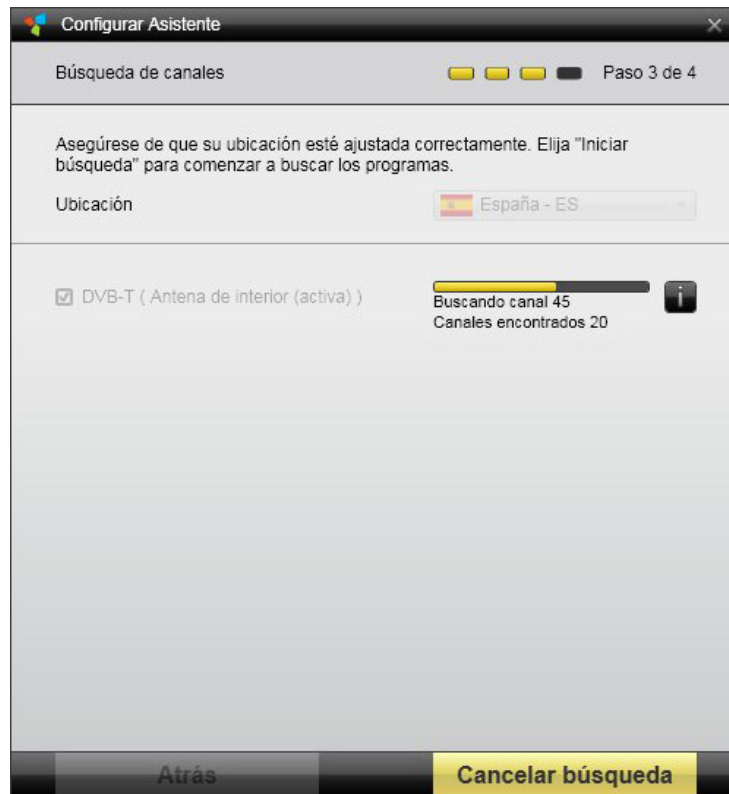 Configurar Asistente
Búsqueda de canales
Paso 3 de 4
Asegúrese de que su ubicación esté ajustada correctamente. Elija "Iniciar
búsqueda" para comenzar a buscar los programas.
Ubicación
España - ES
DVB-T ( Antena de interior (activa) )
Buscando canal 45
Canales encontrados 20
i
Atrás
Cancelar búsqueda